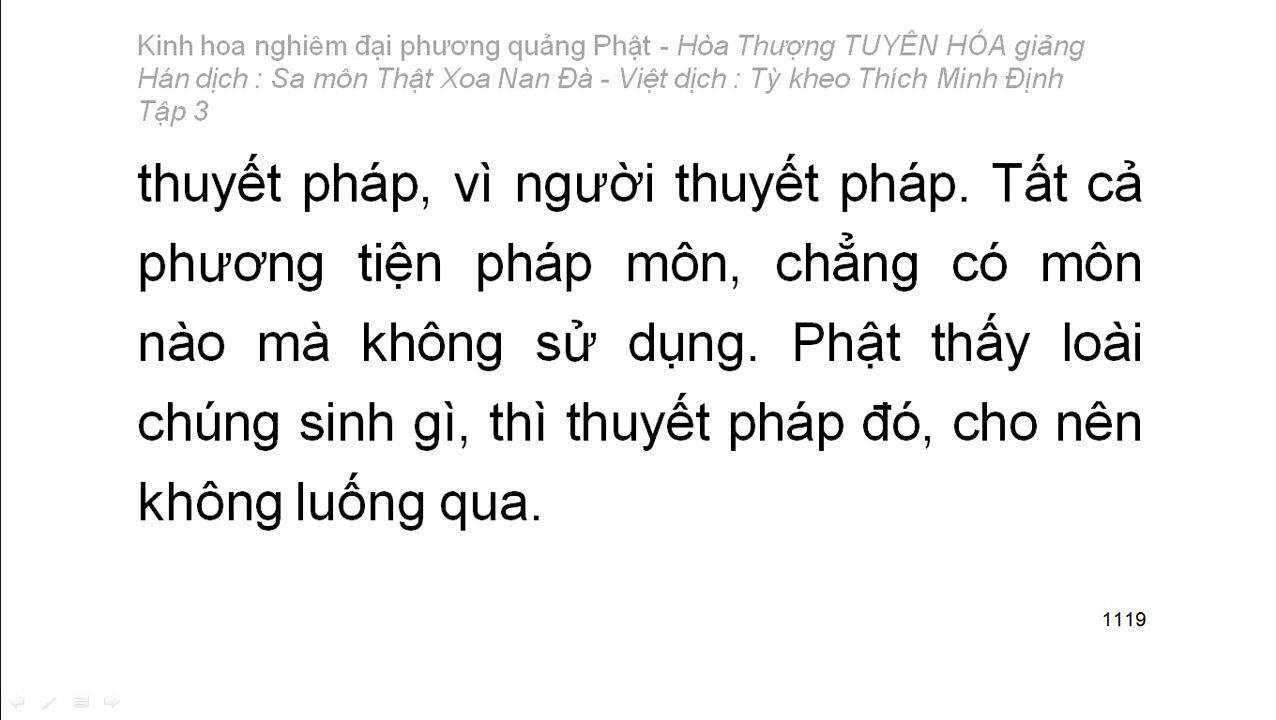 Kinh hoa nghiêm đại phương quảng Phật - Hòa Thượng TUYÊN HÓA giảng
Hán dịch : Sa môn Thật Xoa Nan Đà - Việt dịch : Tỳ kheo Thích Minh Định
Tập 3
thuyết pháp, vì người thuyết pháp. Tất cả
phương tiện pháp môn, chẳng có môn
nào mà không sử dụng. Phật thấy loài
chúng sinh gì, thì thuyết pháp đó, cho nên
không luống qua.
1119